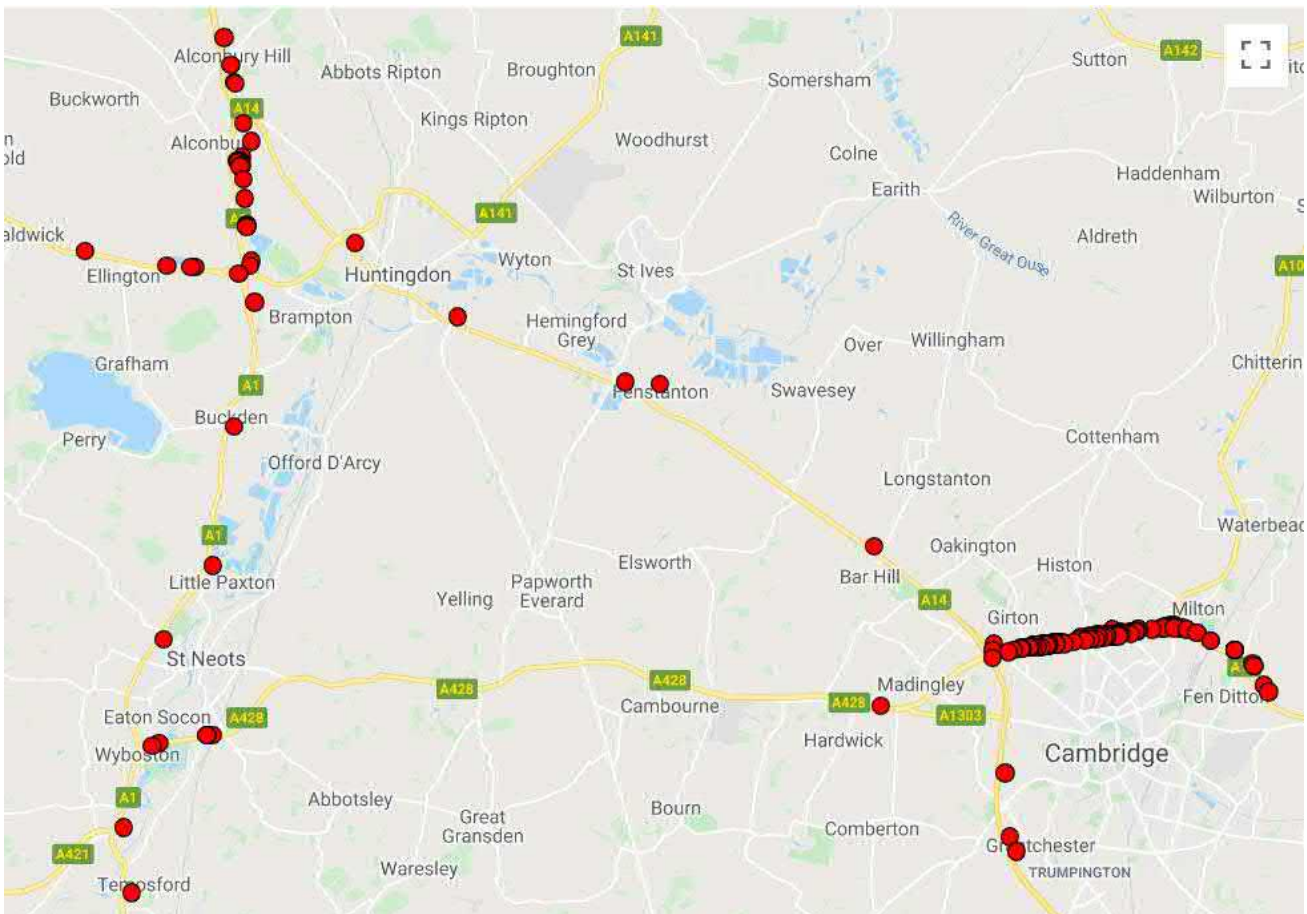 A141
Alconbury Hill
Abbots Ripton
Broughton
Somersham
Sutton
A142
Buckworth
A14
Kings Ripton
Woodhurst
Colne
Haddenham
Earith
Wilburton
A141
River Great Ouse
Aldreth
Ellington
Huntingdon
Wyton
St Ives
A10
Brampton
Hemingford
Grey
Over
Willingham
Grafham
Chitterin
A1
Fenstanton
Swavesey
Buckden
Perry
Cottenham
Offord D'Arcy
Longstanton
A1
Waterbeac
Elsworth
Oakington
Histon
Little Paxton
Papworth
Everard
Bar Hill
Yelling
A14
Girton
Milton
St Neots
A428
A428
Madingley
Fen Ditton
Eaton Socon
A428
Cambourne
A428
A1303
Hardwick
Wyboston
Cambridge
A1
Abbotsley
Great
Gransden
Bourn
Comberton
A421
Waresley
TRUMPINGTON